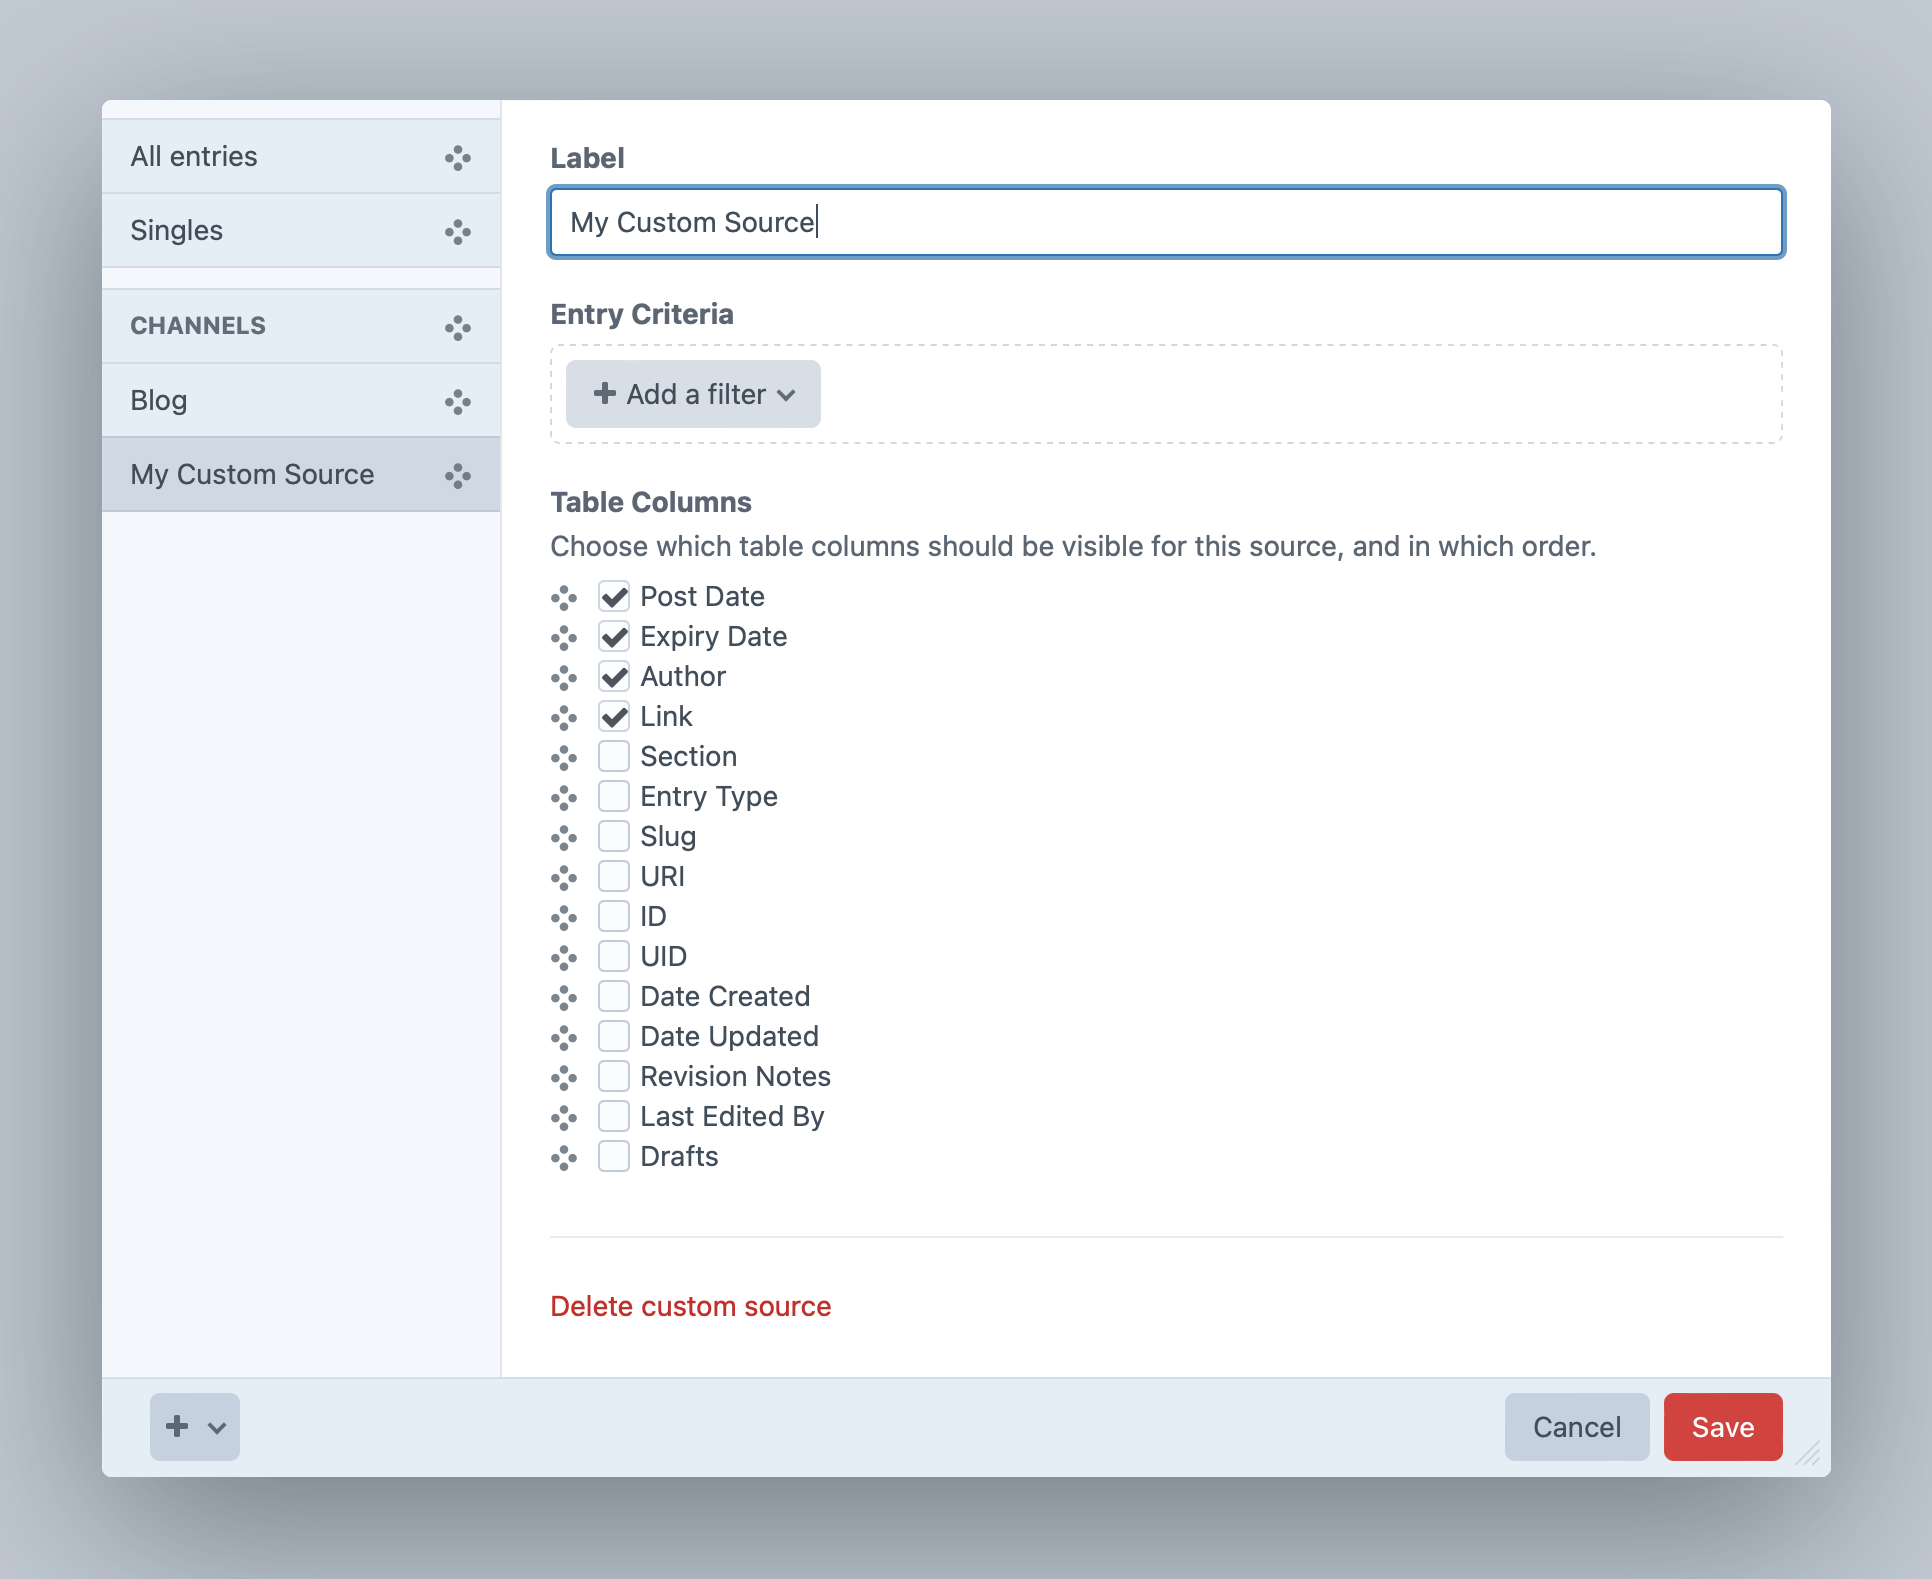 All entries
Singles
CHANNELS
Blog
My Custom Source
Label
My Custom Source
Entry Criteria
Add a filter
Table Columns
Choose which table columns should be visible for this source, and in which order.
Post Date
Expiry Date
Author
Link
Section
Entry Type
Slug
URI
ID
UID
Date Created
Date Updated
Revision Notes
Last Edited By
Drafts
Delete custom source
Cancel
Save